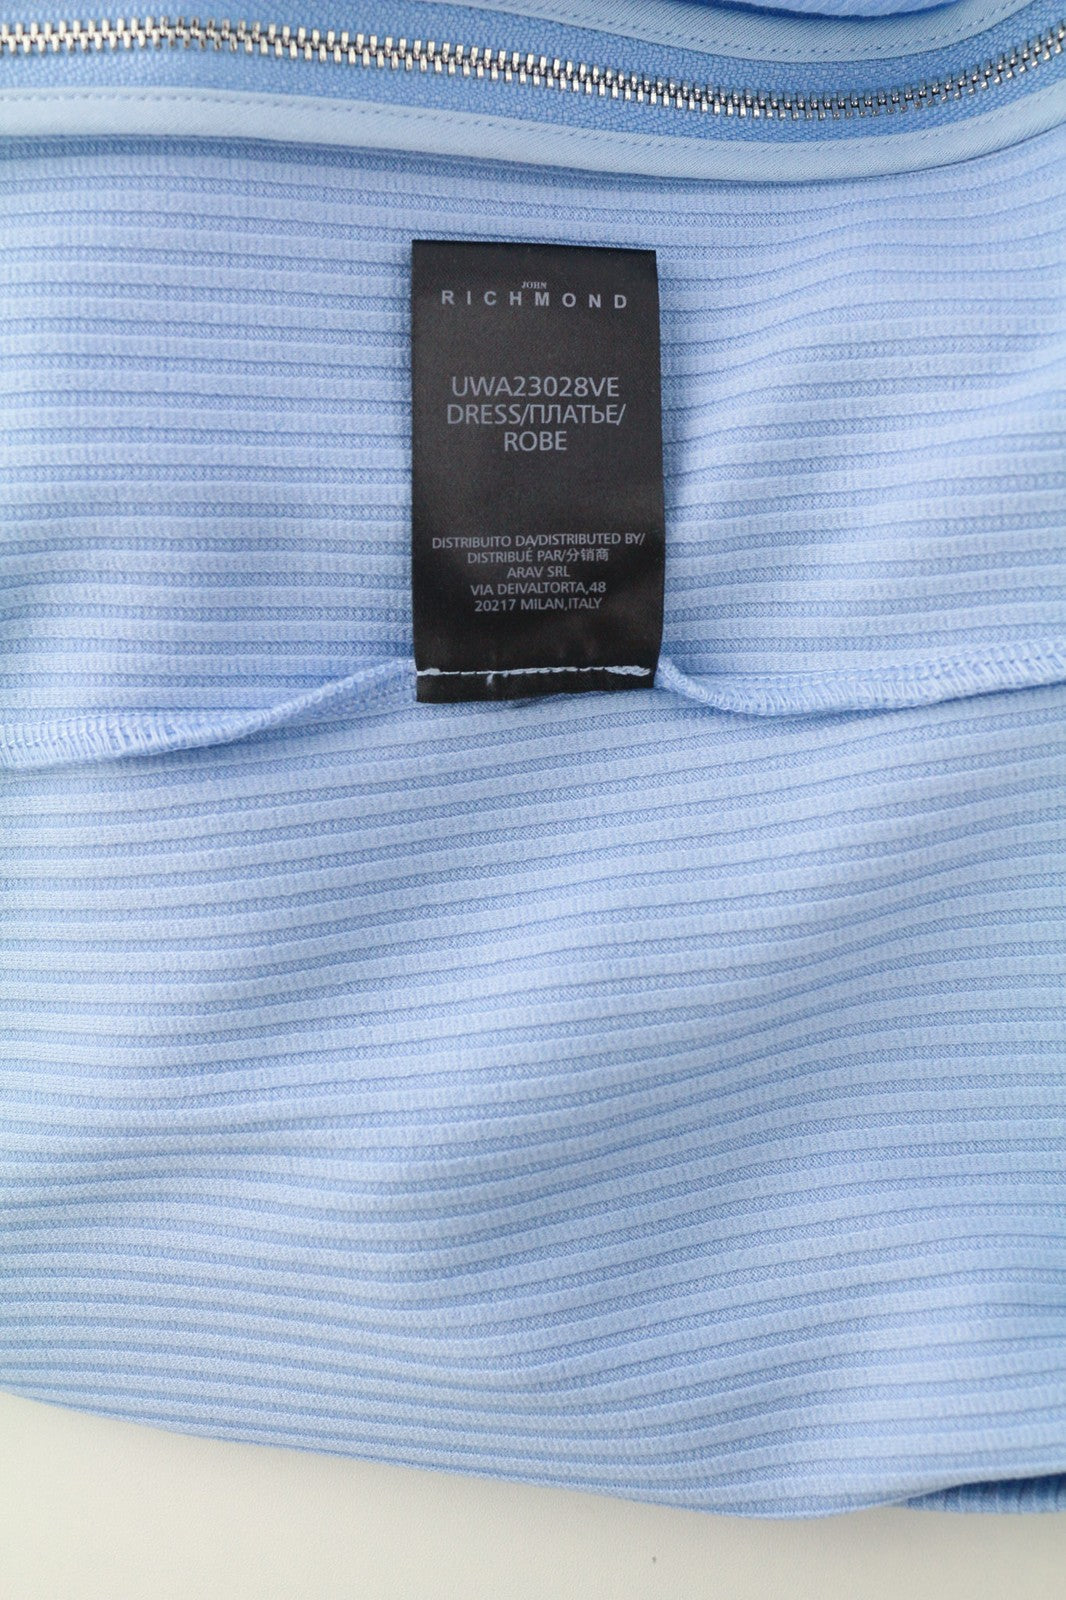 JOHN
RICHMOND
UWA23028VE
DRESS/ПЛАТЬЕ/
ROBE
DISTRIBUITO DA/DISTRIBUTED BY/
DISTRIBUÉ PAR/分销商
ARAV SRL
VIA DEIVALTORTA,48
20217 MILAN,ITALY